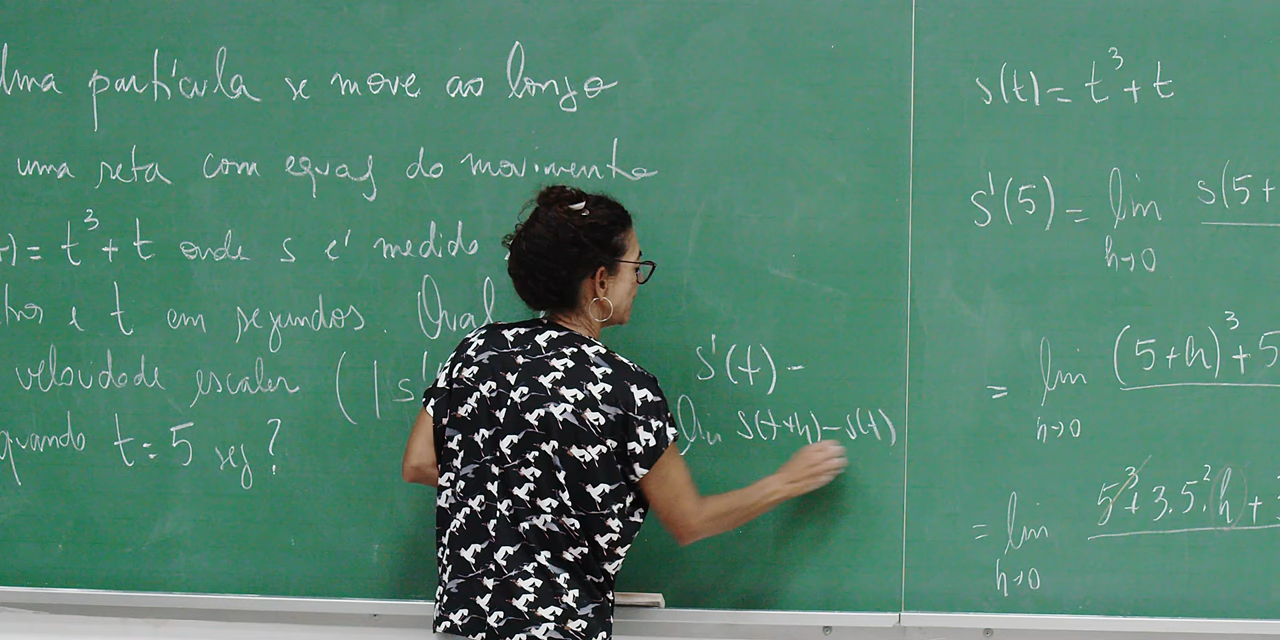 Uma partícula se move ao longo
uma reta com equaç do movimento
t) = t³ + t onde s é medido
tros e t em segundos. Qual
velocidade escalar (|s'
quando t = 5 seg?
s'(t) -
lim s(t+h) - s(t)
s(t) = t³ + t
s'(5) = lim s(5+
h→0
= lim (5+h)³ + 5
h→0
= lim 5³ + 3.5².h +
h→0